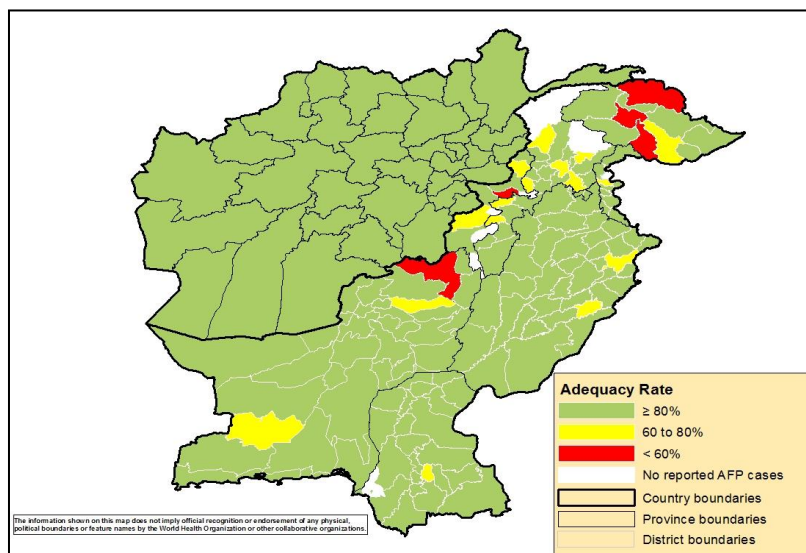 Adequacy Rate
≥ 80%
60 to 80%
< 60%
No reported AFP cases
Country boundaries
Province boundaries
District boundaries
The information shown on this map does not imply official recognition or endorsement of any physical,
political boundaries or feature names by the World Health Organization or other collaborative organizations.